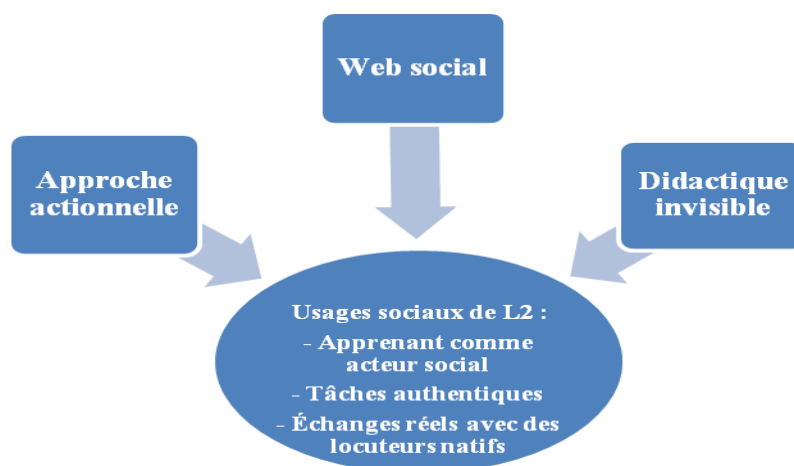 Web social
Approche
actionnelle
Didactique
invisible
Usages sociaux de L2 :
- Apprenant comme
acteur social
- Tâches authentiques
- Échanges réels avec des
locuteurs natifs